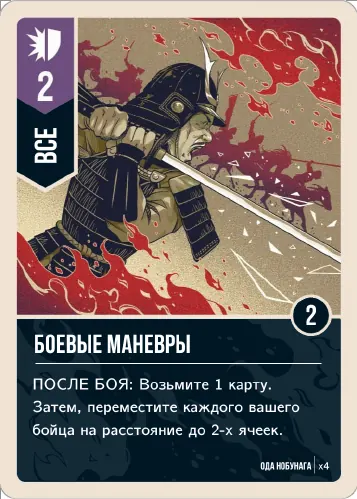 2
ВСЕ
2
БОЕВЫЕ МАНЕВРЫ
ПОСЛЕ БОЯ: Возьмите 1 карту.
Затем, переместите каждого вашего
бойца на расстояние до 2-х ячеек.
ОДА НОБУНАГА | x4